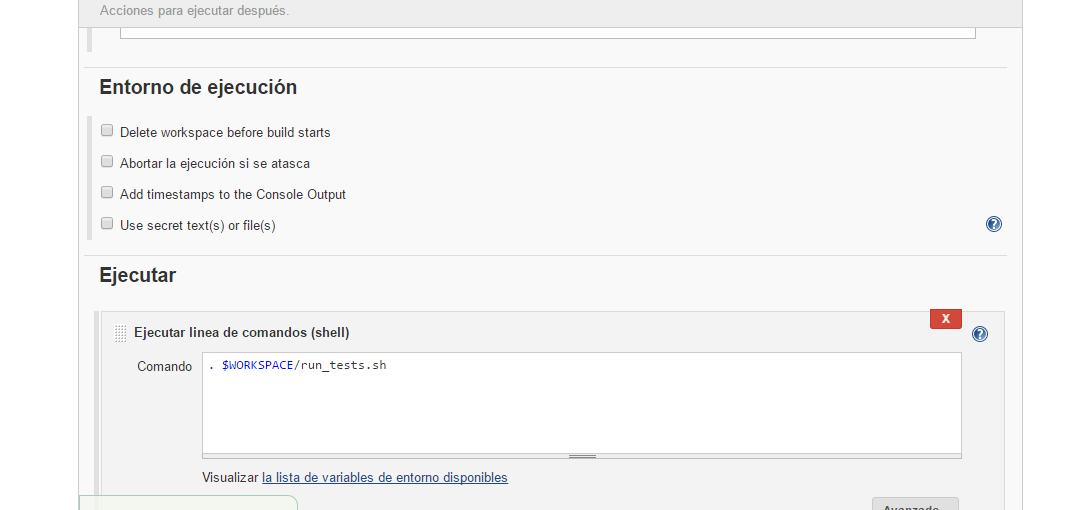 Acciones para ejecutar después.
Entorno de ejecución
Delete workspace before build starts
Abortar la ejecución si se atasca
Add timestamps to the Console Output
Use secret text(s) or file(s)
?
Ejecutar
X
Ejecutar linea de comandos (shell)
?
Comando
. $WORKSPACE/run_tests.sh
Visualizar la lista de variables de entorno disponibles
Avanzado